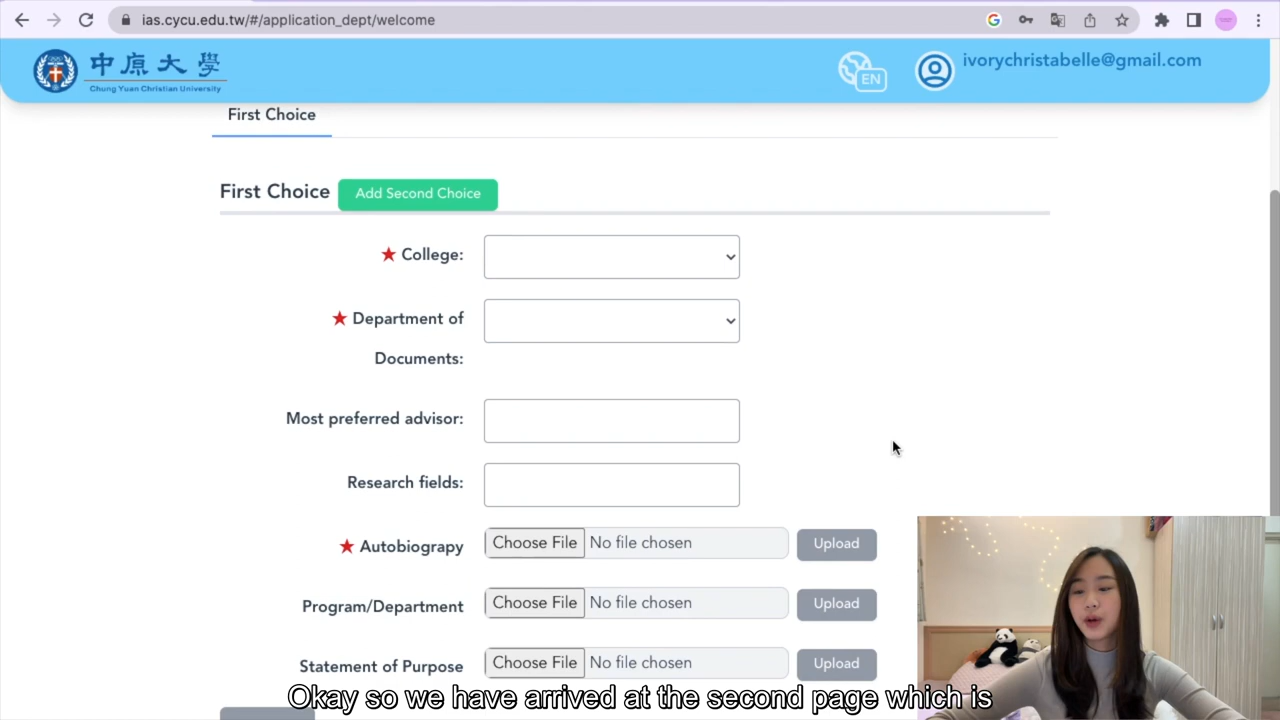 ias.cycu.edu.tw/#/application_dept/welcome
中原大學
Chung Yuan Christian University
EN
ivorychristabelle@gmail.com
First Choice
First Choice
Add Second Choice
★ College:
★ Department of
Documents:
Most preferred advisor:
Research fields:
★ Autobiograpy
Choose File No file chosen
Upload
Program/Department
Choose File No file chosen
Upload
Statement of Purpose
Choose File No file chosen
Upload
Okay so we have arrived at the second page which is